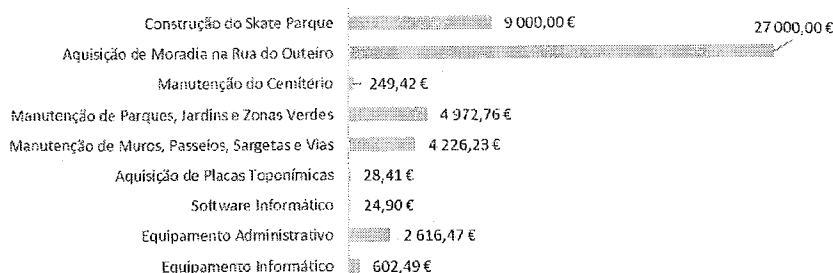 Construção do Skate Parque 9 000,00 €
Aquisição de Moradia na Rua do Outeiro 27 000,00 €
Manutenção do Cemitério 249,42 €
Manutenção de Parques, Jardins e Zonas Verdes 4 972,76 €
Manutenção de Muros, Passeios, Sargetas e Vias 4 226,23 €
Aquisição de Placas Toponímicas 28,41 €
Software Informático 24,90 €
Equipamento Administrativo 2 616,47 €
Equipamento Informático 602,49 €